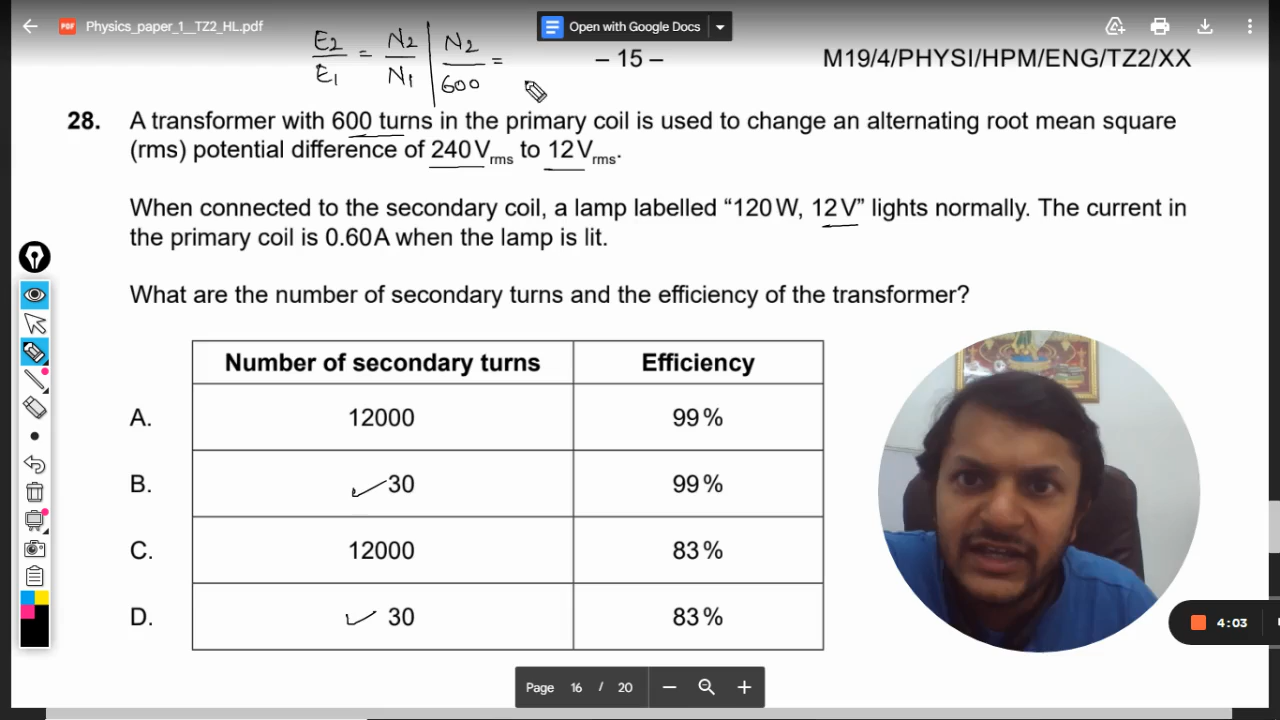 Physics_paper_1__TZ2_HL.pdf
Open with Google Docs
E2/E1 = N2/N1 | N2/600 =
– 15 –
M19/4/PHYSI/HPM/ENG/TZ2/XX
28. A transformer with 600 turns in the primary coil is used to change an alternating root mean square
(rms) potential difference of 240 Vrms to 12 Vrms.
When connected to the secondary coil, a lamp labelled “120 W, 12 V” lights normally. The current in
the primary coil is 0.60 A when the lamp is lit.
What are the number of secondary turns and the efficiency of the transformer?
Number of secondary turns Efficiency
A. 12000 99 %
B. 30 99 %
C. 12000 83 %
D. 30 83 %
4:03
Page 16 / 20